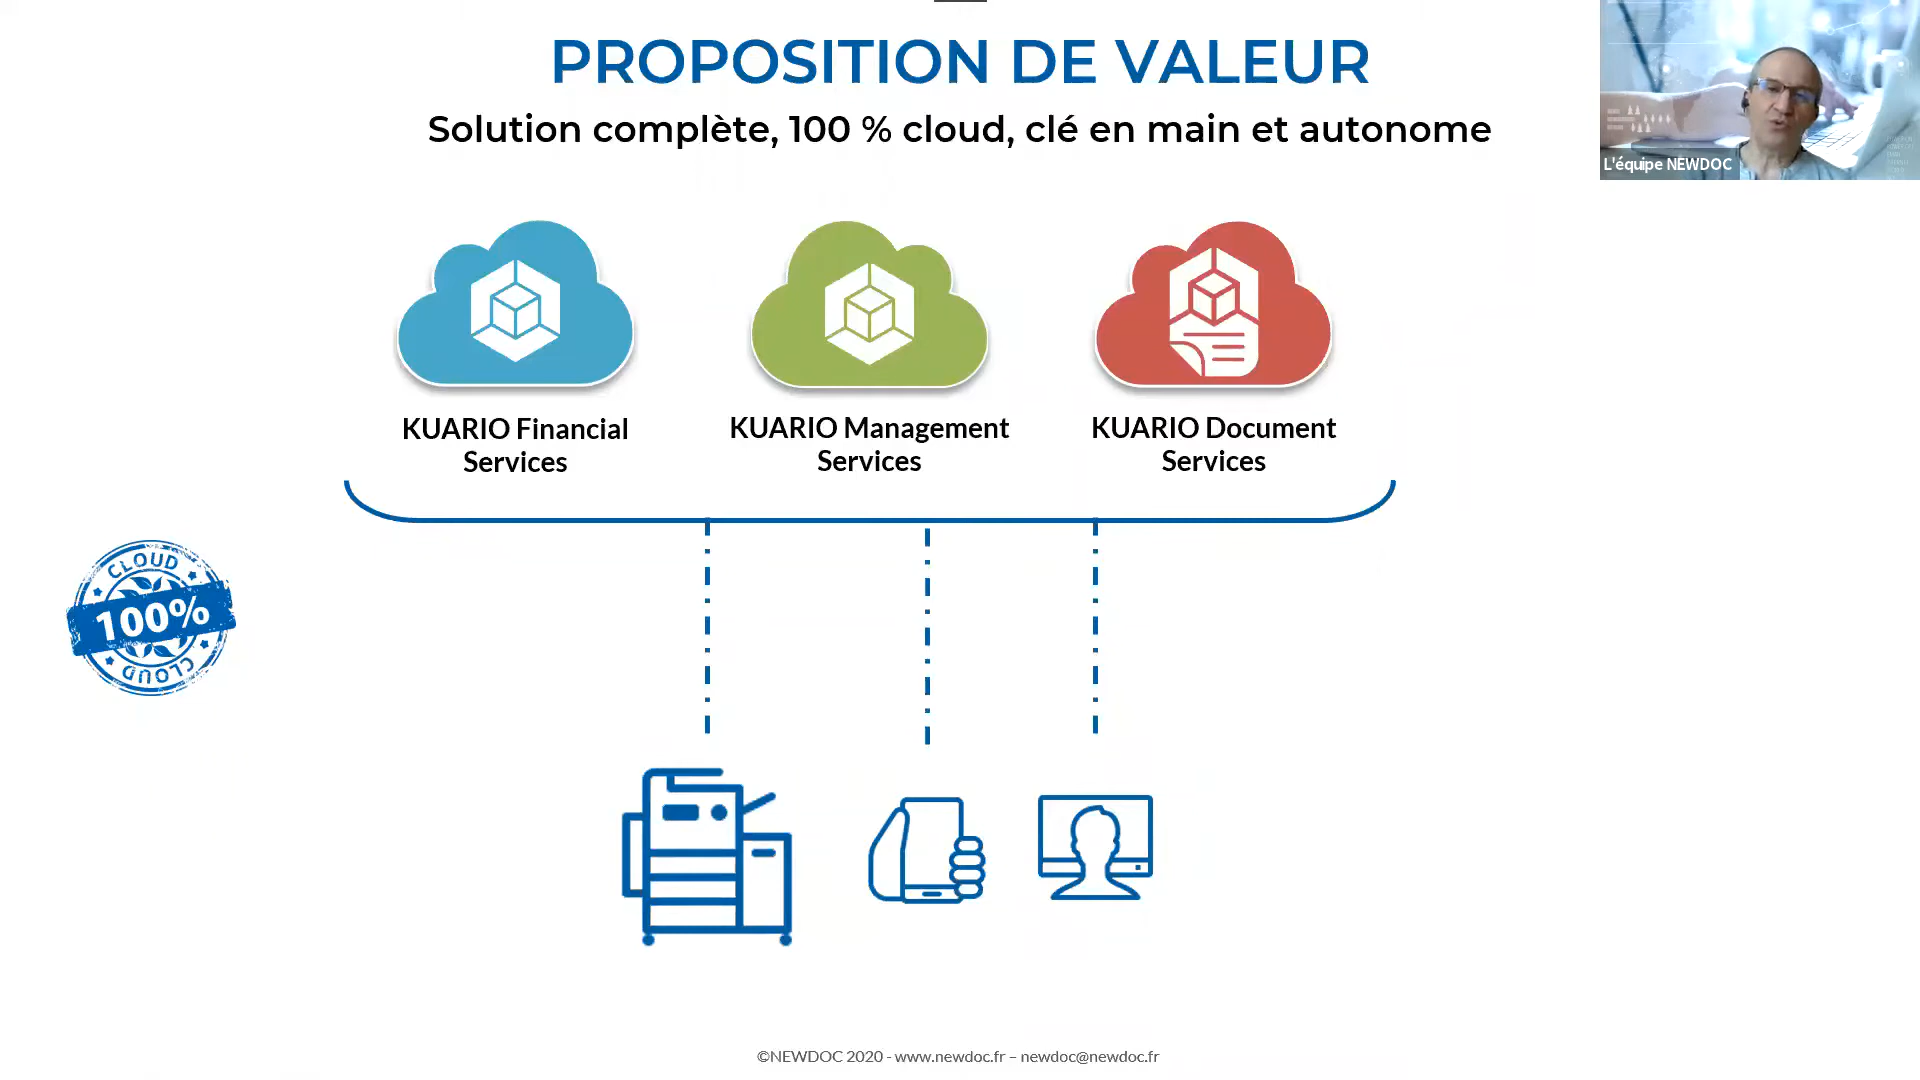 PROPOSITION DE VALEUR
Solution complète, 100 % cloud, clé en main et autonome
L'équipe NEWDOC
KUARIO Financial
Services
KUARIO Management
Services
KUARIO Document
Services
CLOUD
100%
CLOUD
©NEWDOC 2020 - www.newdoc.fr – newdoc@newdoc.fr